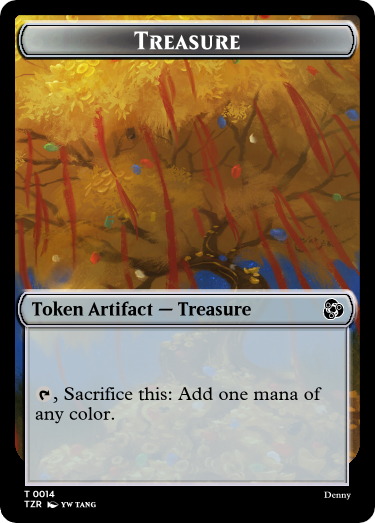 TREASURE
Token Artifact — Treasure
, Sacrifice this: Add one mana of
any color.
T 0014
TZR YW TANG
Denny